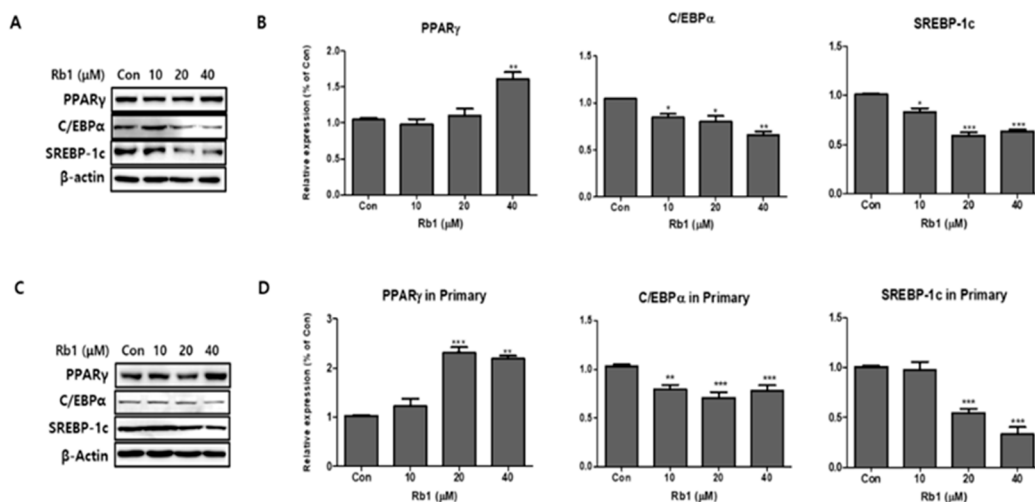 A
Rb1 (μM) Con 10 20 40
PPARγ
C/EBPα
SREBP-1c
β-actin
B
PPARγ
Relative expression (% of Con)
2.0
1.5
1.0
0.5
0.0
**
Con 10 20 40
Rb1 (μM)
C/EBPα
1.5
1.0
0.5
0.0
* * **
Con 10 20 40
Rb1 (μM)
SREBP-1c
1.5
1.0
0.5
0.0
* *** ***
Con 10 20 40
Rb1 (μM)
C
Rb1 (μM) Con 10 20 40
PPARγ
C/EBPα
SREBP-1c
β-Actin
D
PPARγ in Primary
Relative expression (% of Con)
3
2
1
0
*** **
Con 10 20 40
Rb1 (μM)
C/EBPα in Primary
1.5
1.0
0.5
0.0
** *** ***
Con 10 20 40
Rb1 (μM)
SREBP-1c in Primary
1.5
1.0
0.5
0.0
*** ***
Con 10 20 40
Rb1 (μM)